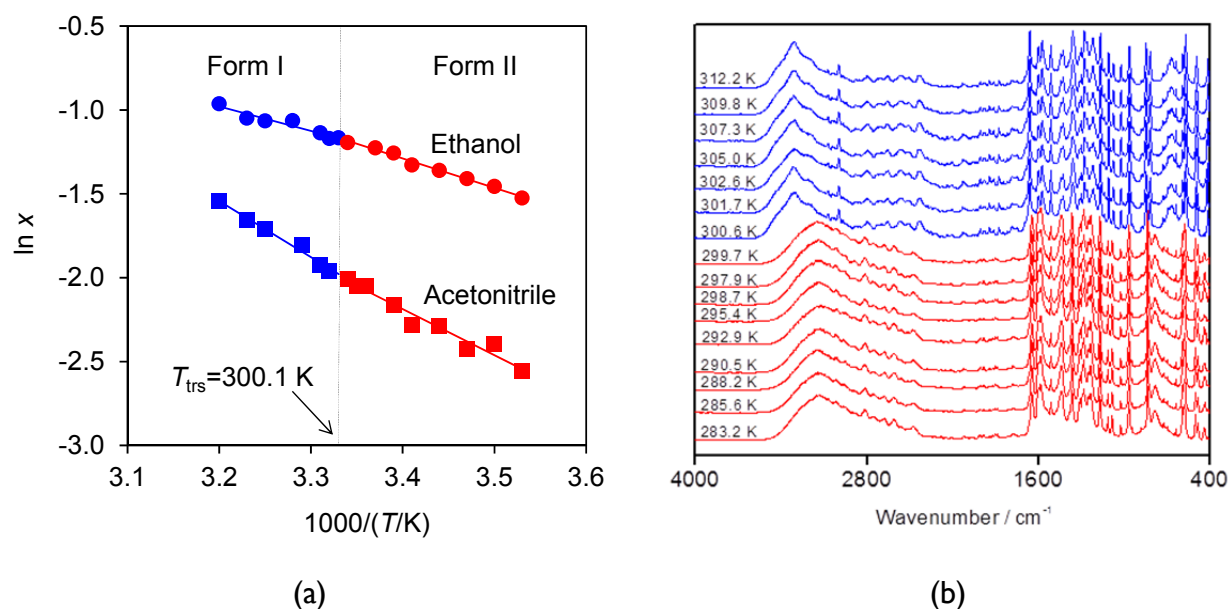 -0.5
-1.0
-1.5
-2.0
-2.5
-3.0
ln x
Form I
Form II
Ethanol
Acetonitrile
Ttrs=300.1 K
3.1
3.2
3.3
3.4
3.5
3.6
1000/(T/K)
(a)
312.2 K
309.8 K
307.3 K
305.0 K
302.6 K
301.7 K
300.6 K
299.7 K
297.9 K
298.7 K
295.4 K
292.9 K
290.5 K
288.2 K
285.6 K
283.2 K
4000
2800
1600
400
Wavenumber / cm⁻¹
(b)